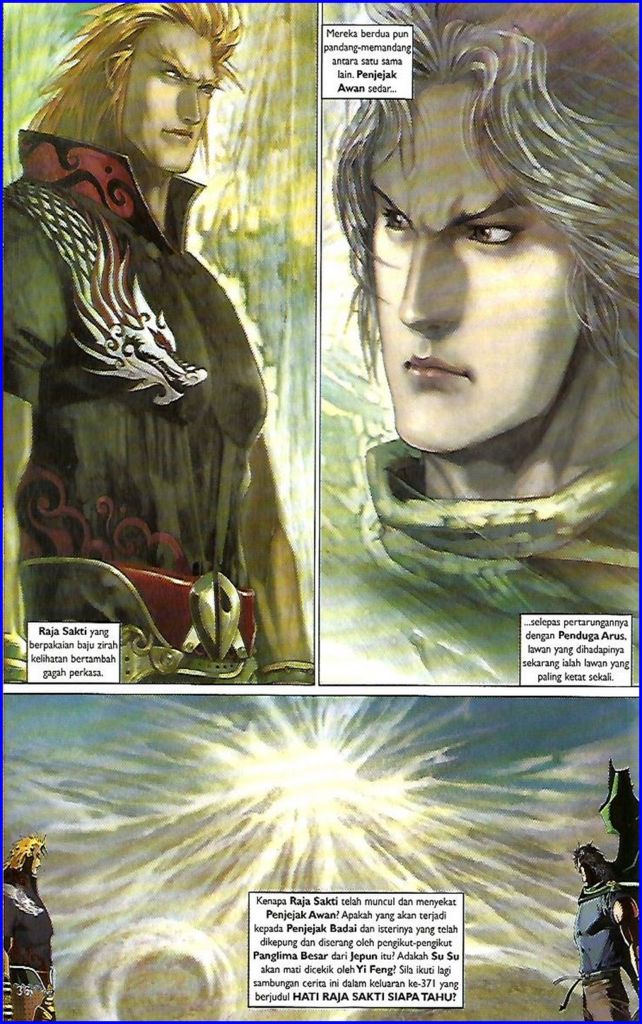 Mereka berdua pun
pandang-memandang
antara satu sama
lain. Penjejak
Awan sedar...
Raja Sakti yang
berpakaian baju zirah
kelihatan bertambah
gagah perkasa.
...selepas pertarungannya
dengan Penduga Arus,
lawan yang dihadapinya
sekarang ialah lawan yang
paling ketat sekali.
Kenapa Raja Sakti telah muncul dan menyekat
Penjejak Awan? Apakah yang akan terjadi
kepada Penjejak Badai dan isterinya yang telah
dikepung dan diserang oleh pengikut-pengikut
Panglima Besar dari Jepun itu? Adakah Su Su
akan mati dicekik oleh Yi Feng? Sila ikuti lagi
sambungan cerita ini dalam keluaran ke-371 yang
berjudul HATI RAJA SAKTI SIAPA TAHU?